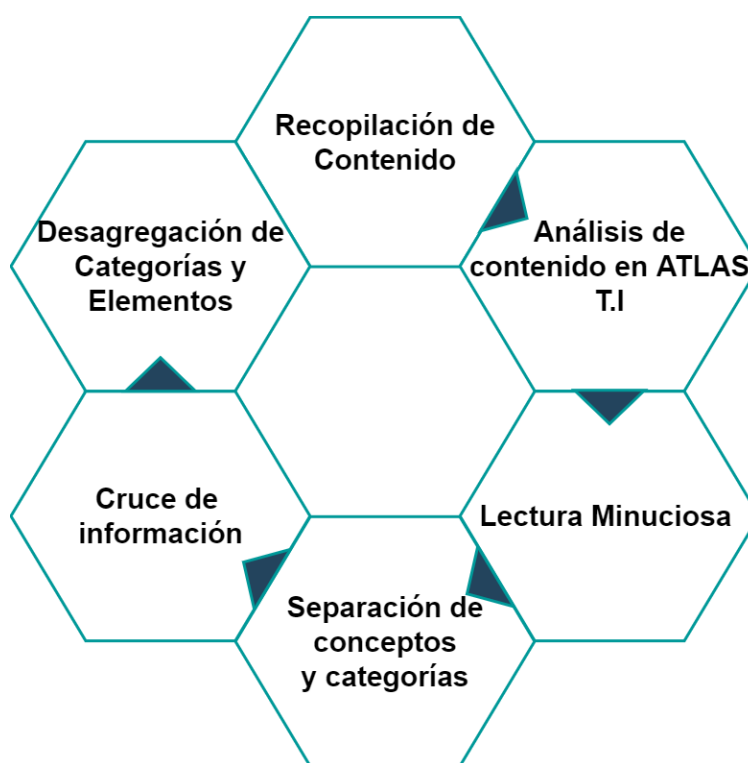 Recopilación de
Contenido
Análisis de
contenido en ATLAS
T.I
Lectura Minuciosa
Separación de
conceptos
y categorías
Cruce de
información
Desagregación de
Categorías y
Elementos